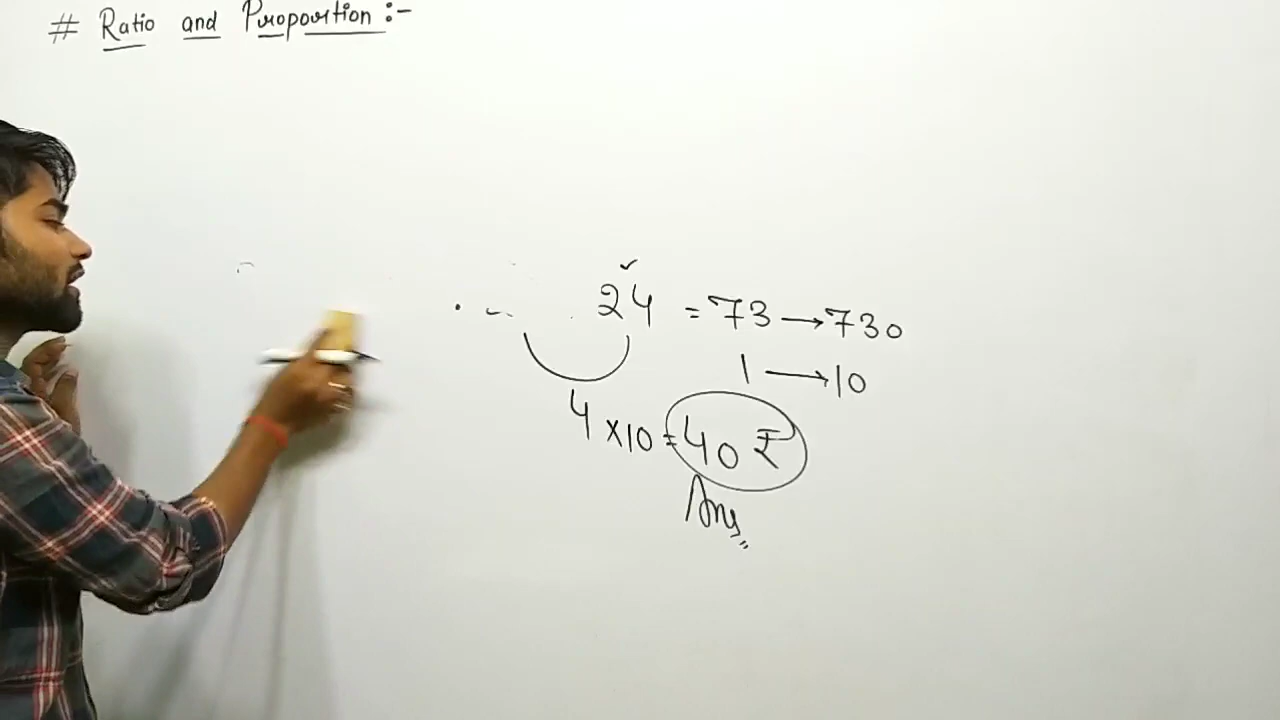 # Ratio and Proportion :-
24 = 73 → 730
1 → 10
4 × 10 = 40 ₹
Ans